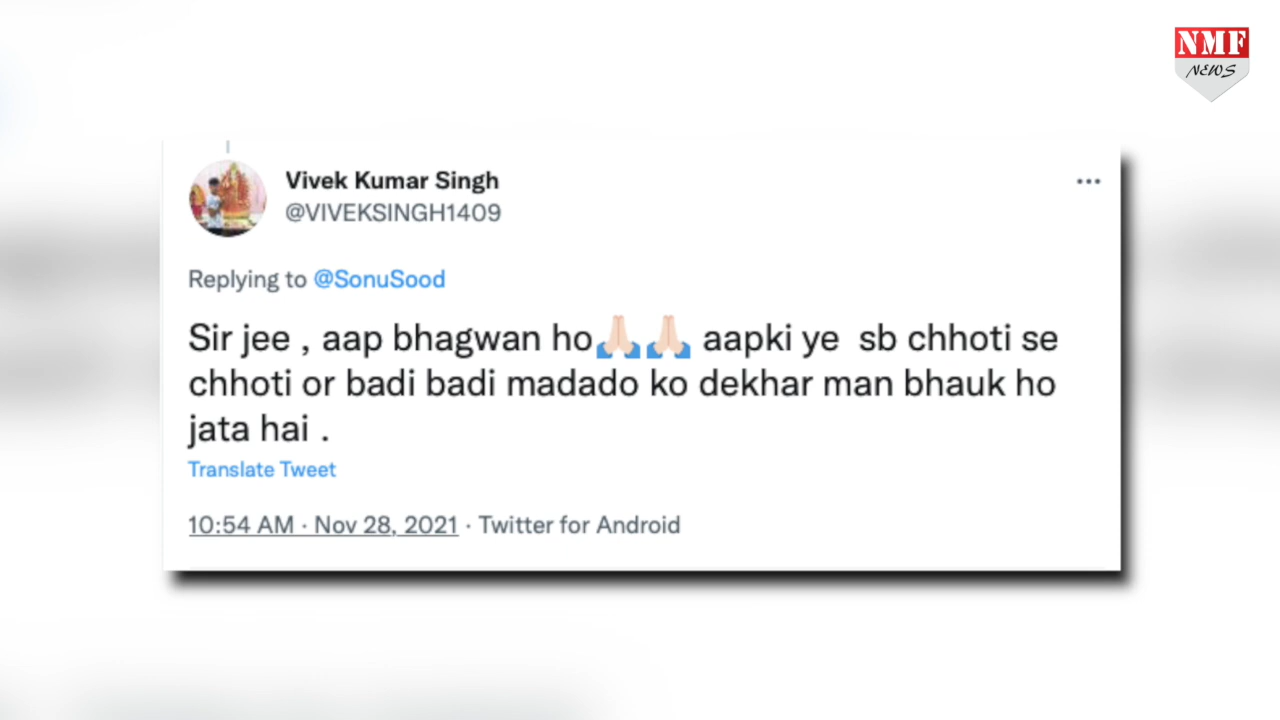 NMF
NEWS
Vivek Kumar Singh
@VIVEKSINGH1409
Replying to @SonuSood
Sir jee , aap bhagwan ho🙏🏻🙏🏻 aapki ye  sb chhoti se
chhoti or badi badi madado ko dekhar man bhauk ho
jata hai .
Translate Tweet
10:54 AM · Nov 28, 2021 · Twitter for Android